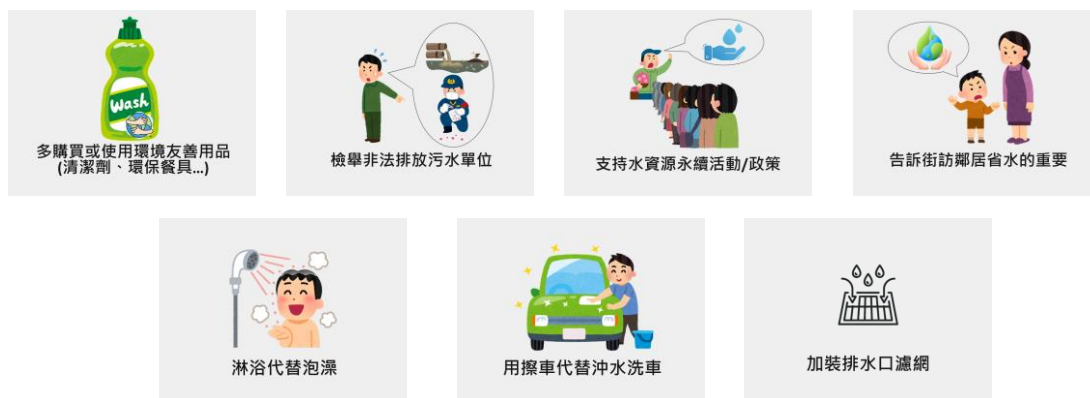 Wash
多購買或使用環境友善用品
(清潔劑、環保餐具...)
檢舉非法排放污水單位
支持水資源永續活動/政策
告訴街訪鄰居省水的重要
淋浴代替泡澡
用擦車代替沖水洗車
加裝排水口濾網